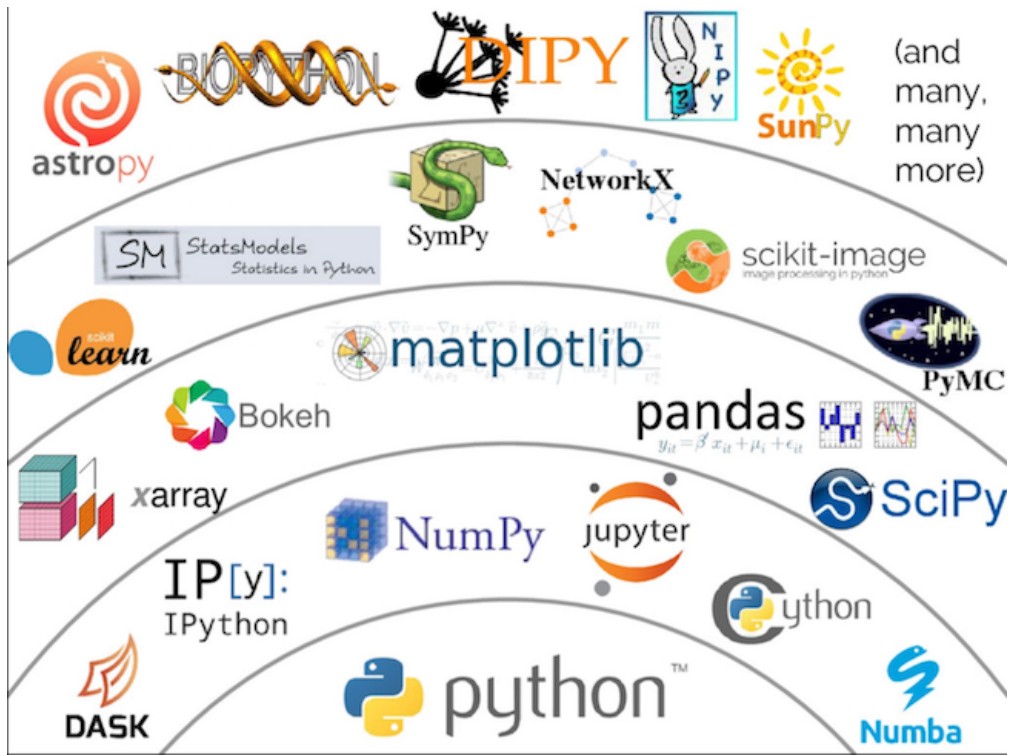 BIOPYTHON
DIPY
NIPY
astropy
SunPy
(and
many,
many
more)
SymPy
NetworkX
SM
StatsModels
Statistics in Python
scikit-image
image processing in python
scikit
learn
matplotlib
PyMC
Bokeh
pandas
xarray
NumPy
jupyter
SciPy
IP[y]:
IPython
Cython
DASK
python™
Numba